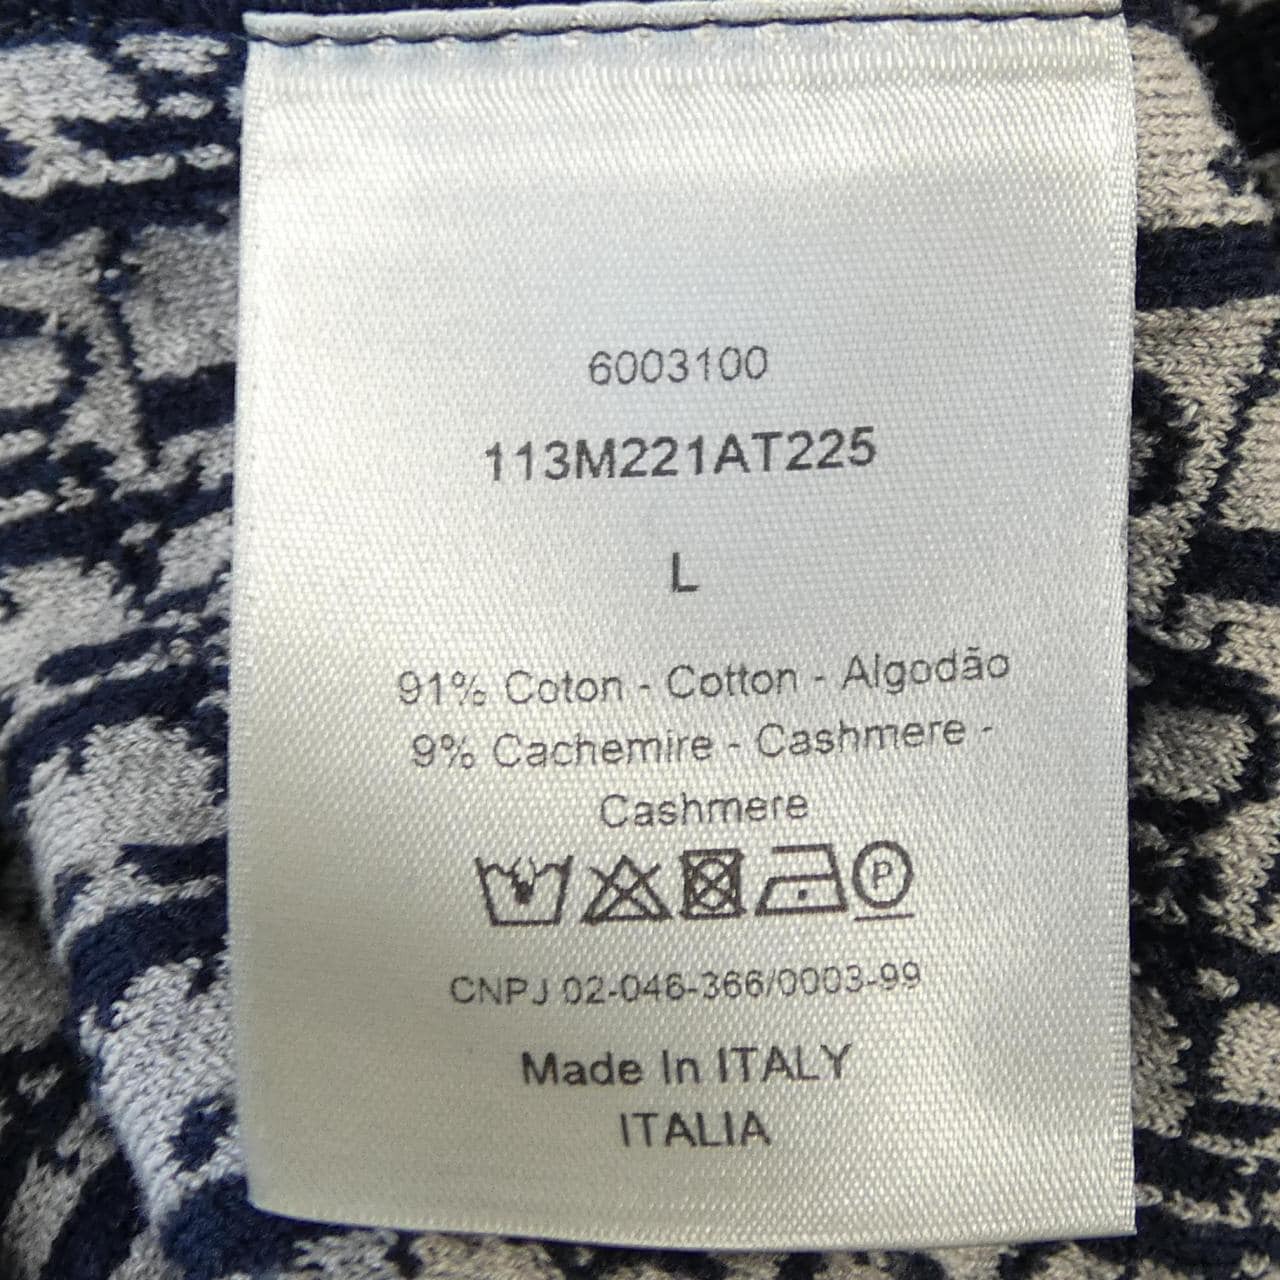 6003100
113M221AT225
L
91% Coton - Cotton - Algodão
9% Cachemire - Cashmere -
Cashmere
P
CNPJ 02-046-366/0003-99
Made In ITALY
ITALIA